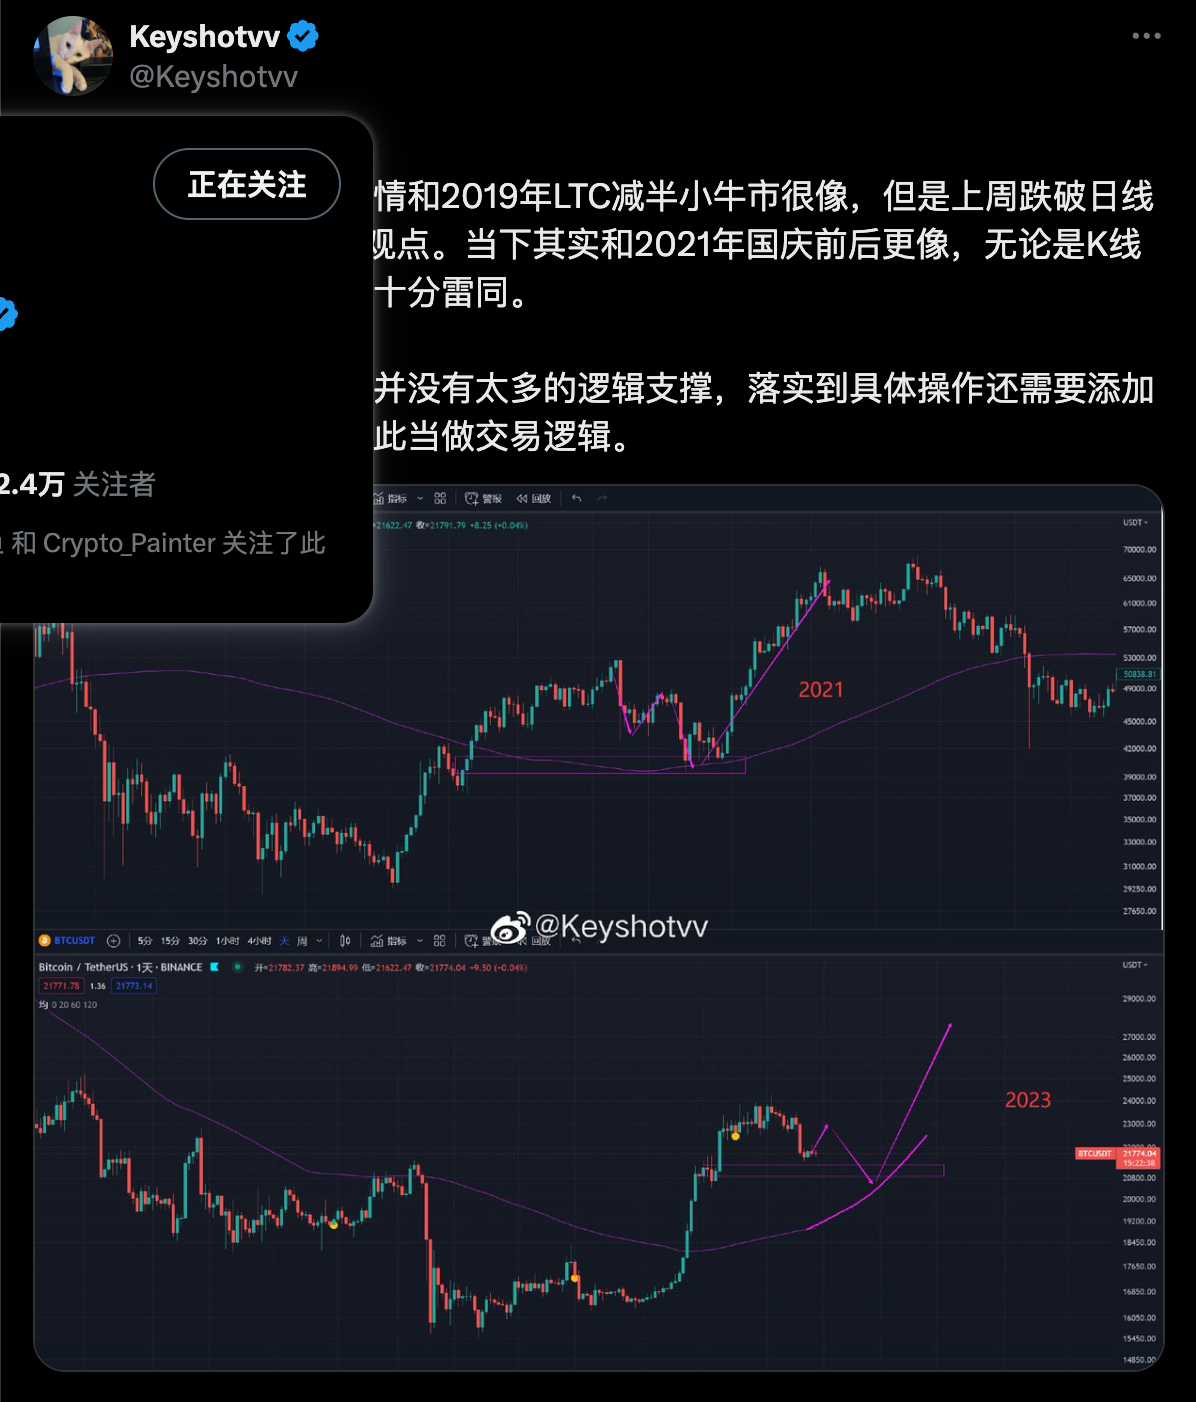 Keyshotvv
@Keyshotvv
正在关注
情和2019年LTC减半小牛市很像，但是上周跌破日线
观点。当下其实和2021年国庆前后更像，无论是K线
十分雷同。
并没有太多的逻辑支撑，落实到具体操作还需要添加
此当做交易逻辑。
2.4万 关注者
和 Crypto_Painter 关注了此
指标 警报 回放
=21622.47 收=21791.79 +8.25 (+0.04%)
USDT
70000.00
65000.00
61000.00
57000.00
53000.00
50838.81
49000.00
45000.00
42000.00
39000.00
37000.00
35000.00
33000.00
31000.00
29250.00
27650.00
2021
@Keyshotvv
BTCUSDT 5分 15分 30分 1小时 4小时 天 周 指标 警报 回放
Bitcoin / TetherUS · 1天 · BINANCE 开=21782.37 高=21894.99 低=21622.47 收=21774.04 −9.50 (−0.04%)
USDT
21771.78 1.36 21773.14
均 0 20 60 120
29000.00
27000.00
26000.00
25000.00
24000.00
23000.00
2023
BTCUSDT 21774.04
15:22:38
20800.00
20000.00
19200.00
18450.00
17650.00
16850.00
16050.00
15450.00
14850.00